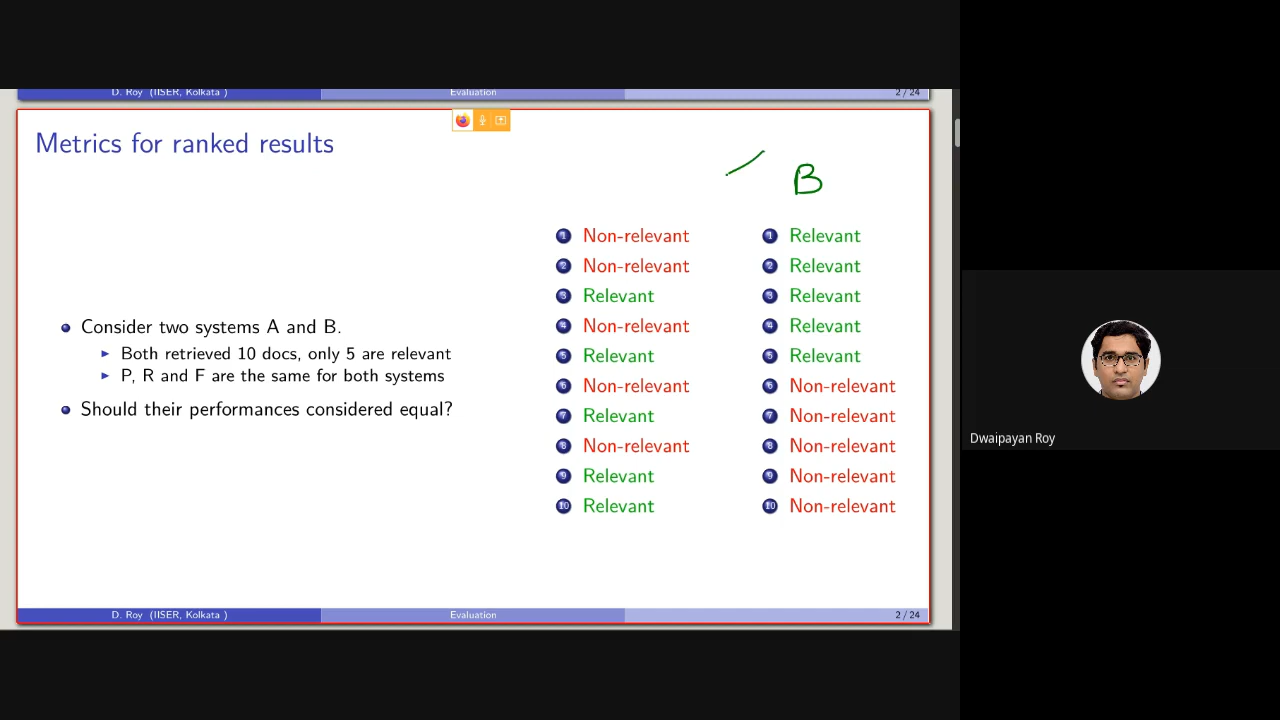 D. Roy (IISER, Kolkata ) Evaluation 2 / 24
Metrics for ranked results
B
Consider two systems A and B.
Both retrieved 10 docs, only 5 are relevant
P, R and F are the same for both systems
Should their performances considered equal?
1 Non-relevant
2 Non-relevant
3 Relevant
4 Non-relevant
5 Relevant
6 Non-relevant
7 Relevant
8 Non-relevant
9 Relevant
10 Relevant
1 Relevant
2 Relevant
3 Relevant
4 Relevant
5 Relevant
6 Non-relevant
7 Non-relevant
8 Non-relevant
9 Non-relevant
10 Non-relevant
D. Roy (IISER, Kolkata ) Evaluation 2 / 24
Dwaipayan Roy